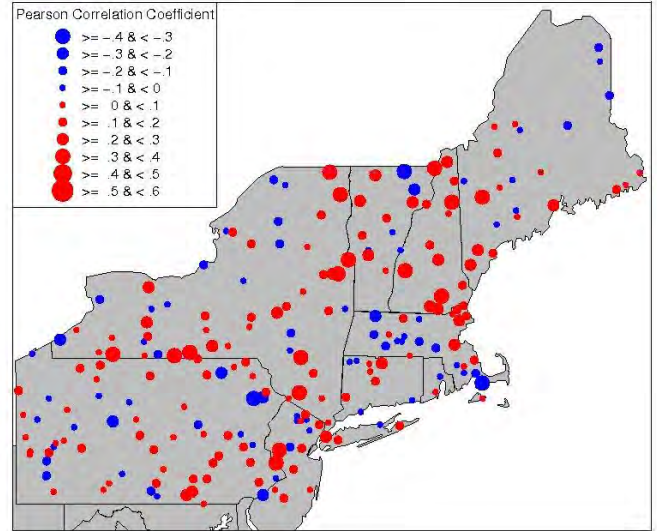 Pearson Correlation Coefficient
>= −.4 & < −.3
>= −.3 & < −.2
>= −.2 & < −.1
>= −.1 & < 0
>= 0 & < .1
>= .1 & < .2
>= .2 & < .3
>= .3 & < .4
>= .4 & < .5
>= .5 & < .6